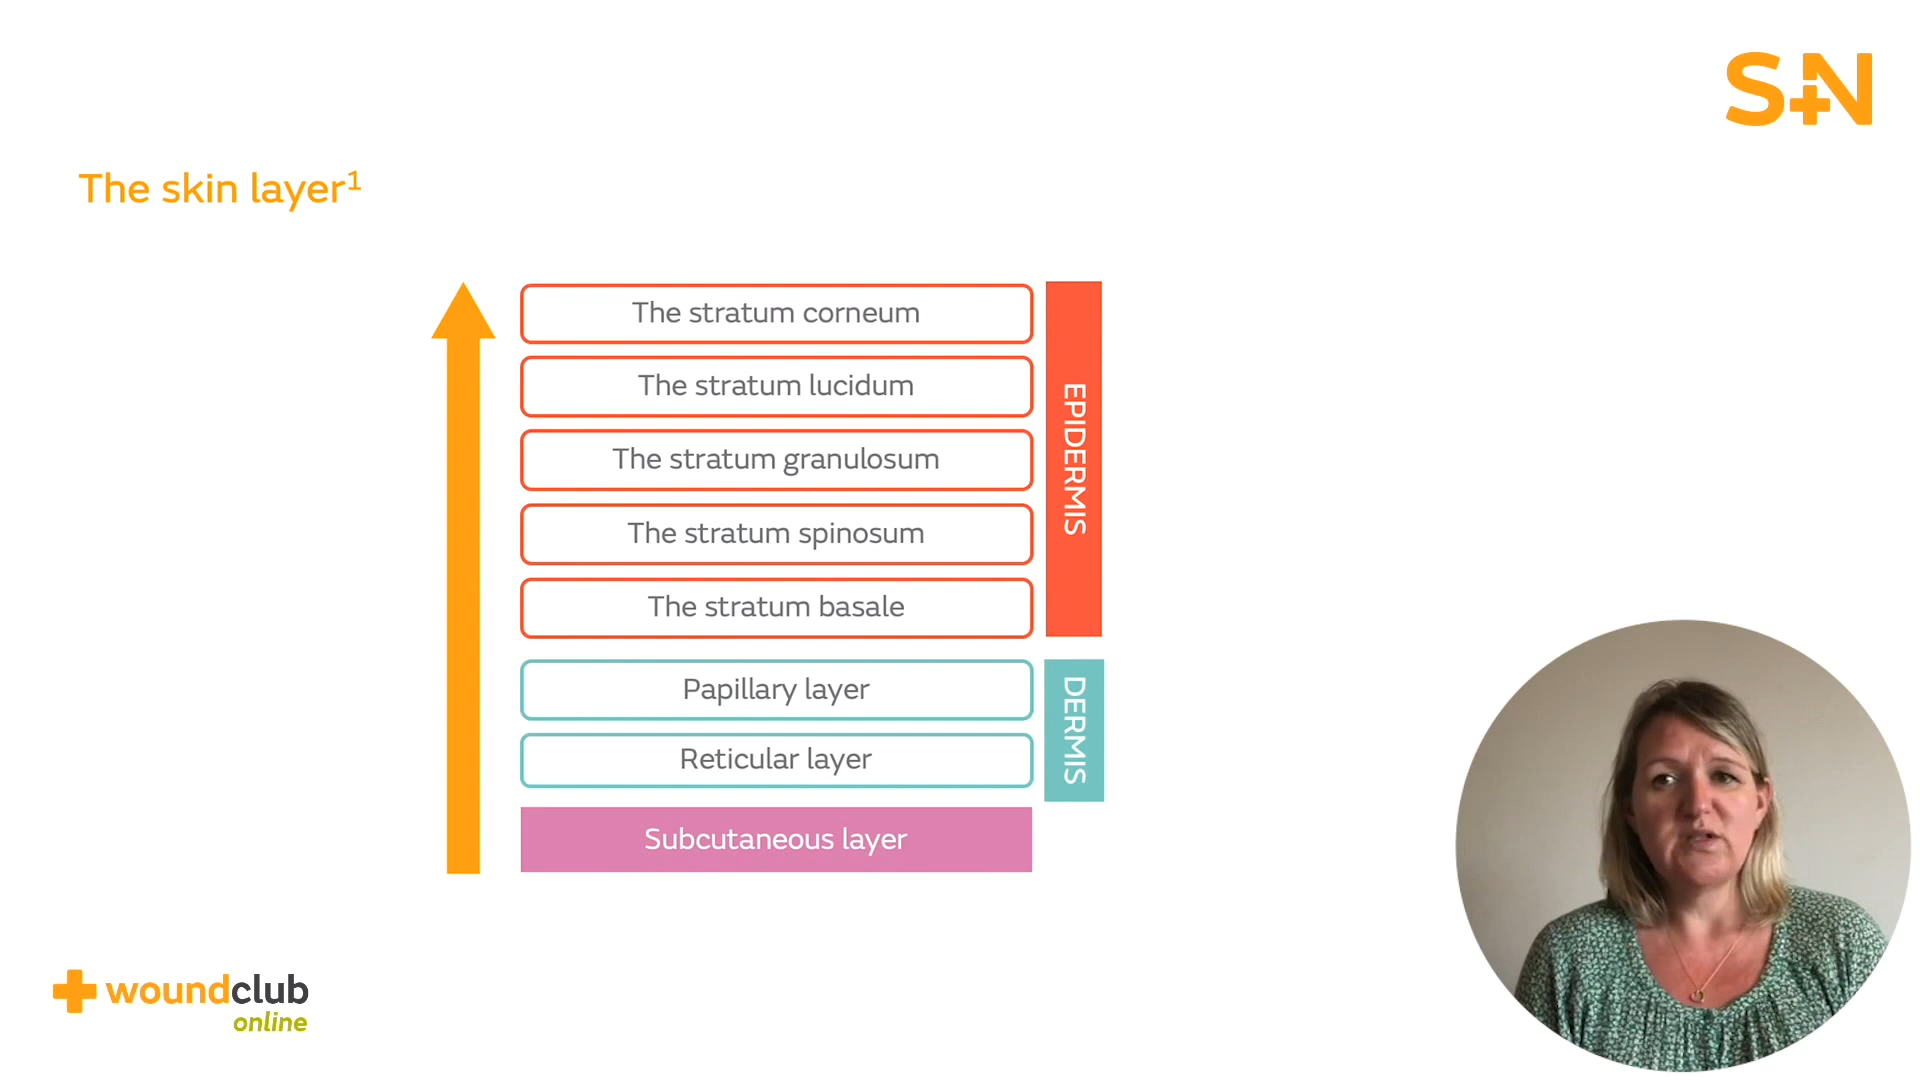 S+N
The skin layer¹
The stratum corneum
The stratum lucidum
The stratum granulosum
The stratum spinosum
The stratum basale
EPIDERMIS
Papillary layer
Reticular layer
DERMIS
Subcutaneous layer
woundclub
online